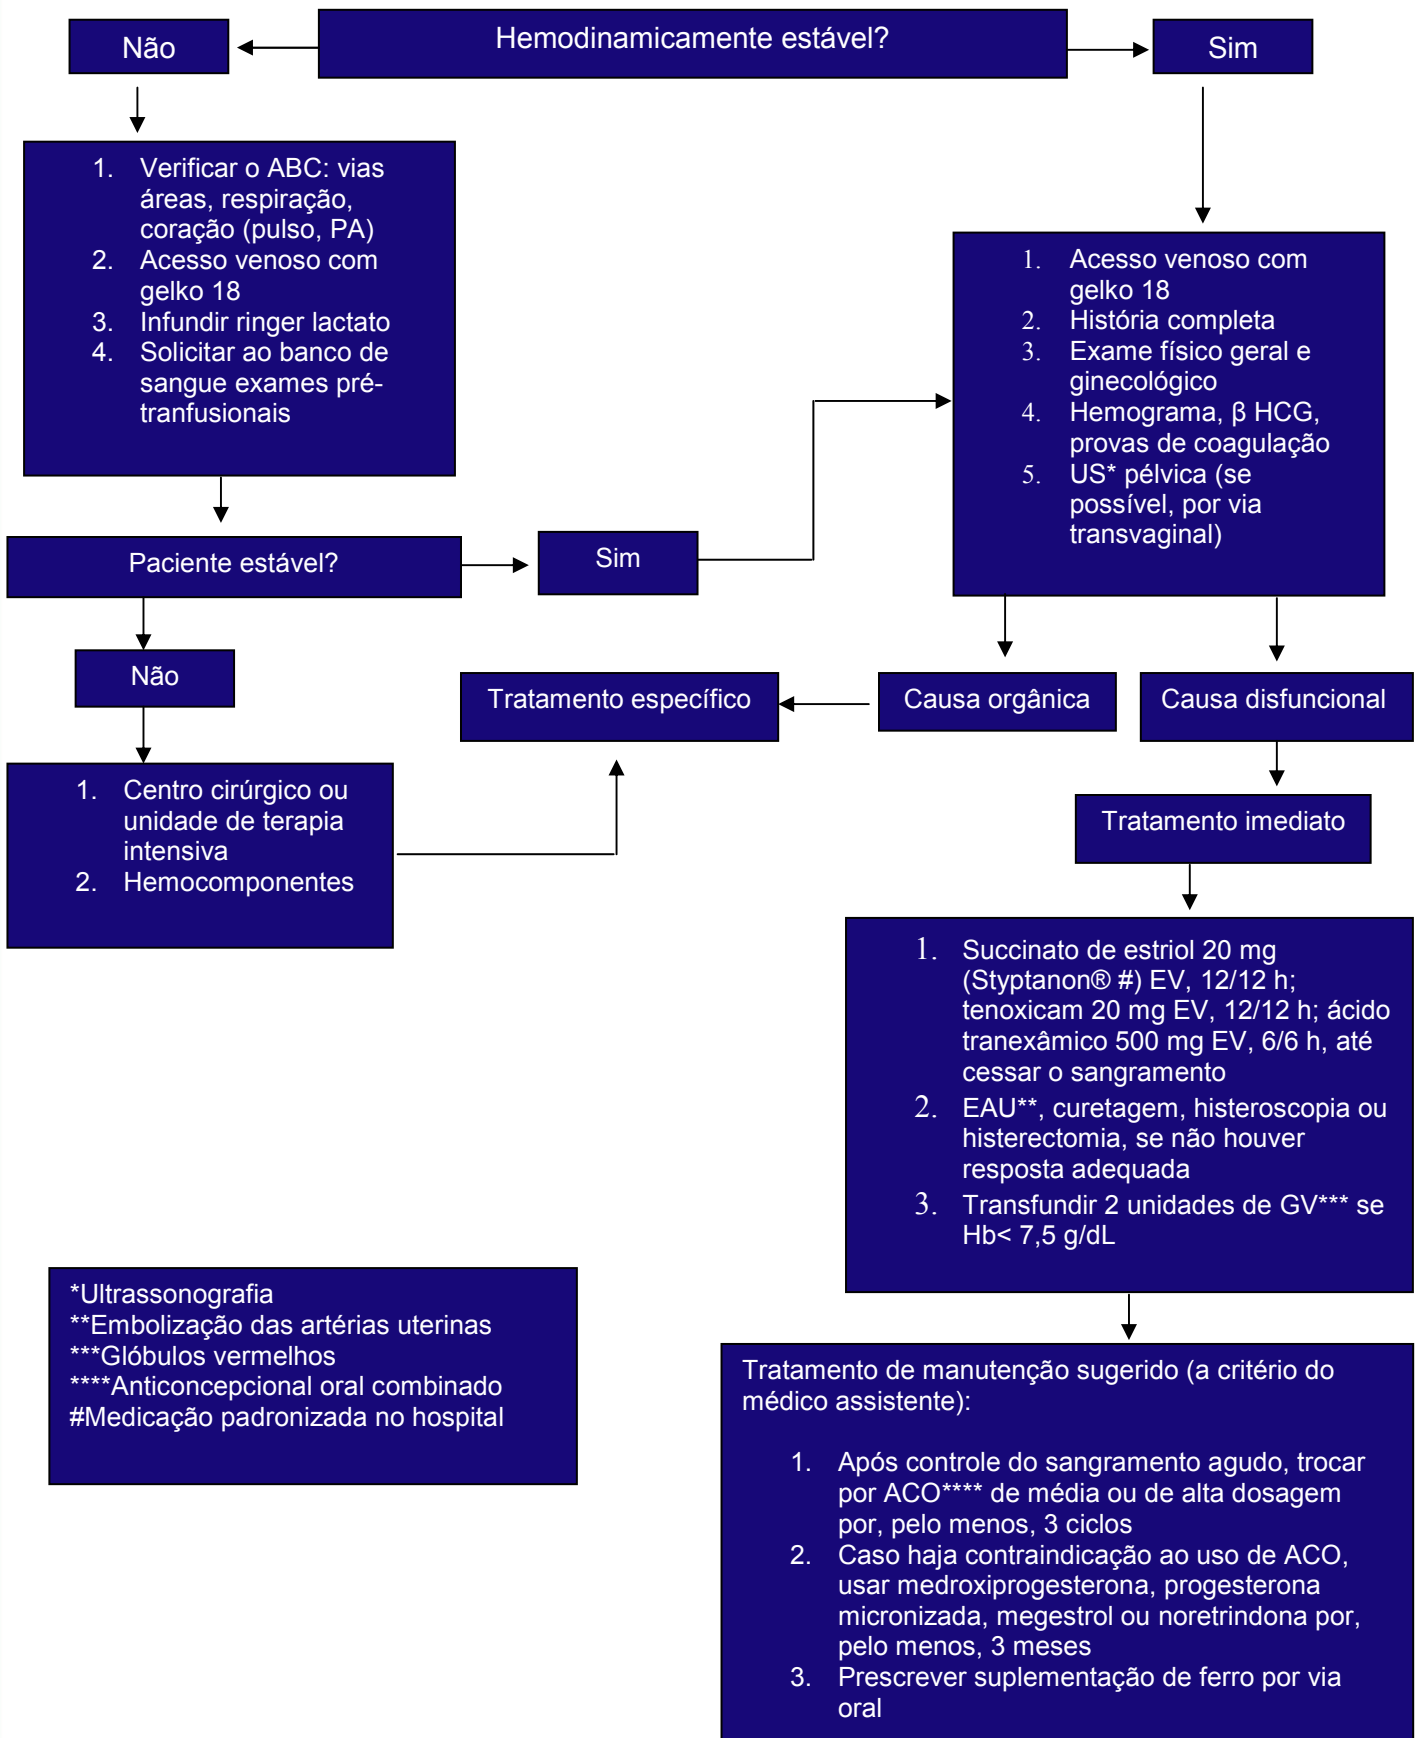 Hemodinamicamente estável?
Não
Sim
1. Verificar o ABC: vias
áreas, respiração,
coração (pulso, PA)
2. Acesso venoso com
gelko 18
3. Infundir ringer lactato
4. Solicitar ao banco de
sangue exames pré-
tranfusionais
1. Acesso venoso com
gelko 18
2. História completa
3. Exame físico geral e
ginecológico
4. Hemograma, β HCG,
provas de coagulação
5. US* pélvica (se
possível, por via
transvaginal)
Paciente estável?
Sim
Não
Tratamento específico
Causa orgânica
Causa disfuncional
1. Centro cirúrgico ou
unidade de terapia
intensiva
2. Hemocomponentes
Tratamento imediato
1. Succinato de estriol 20 mg
(Styptanon® #) EV, 12/12 h;
tenoxicam 20 mg EV, 12/12 h; ácido
tranexâmico 500 mg EV, 6/6 h, até
cessar o sangramento
2. EAU**, curetagem, histeroscopia ou
histerectomia, se não houver
resposta adequada
3. Transfundir 2 unidades de GV*** se
Hb< 7,5 g/dL
*Ultrassonografia
**Embolização das artérias uterinas
***Glóbulos vermelhos
****Anticoncepcional oral combinado
#Medicação padronizada no hospital
Tratamento de manutenção sugerido (a critério do
médico assistente):
1. Após controle do sangramento agudo, trocar
por ACO**** de média ou de alta dosagem
por, pelo menos, 3 ciclos
2. Caso haja contraindicação ao uso de ACO,
usar medroxiprogesterona, progesterona
micronizada, megestrol ou noretrindona por,
pelo menos, 3 meses
3. Prescrever suplementação de ferro por via
oral